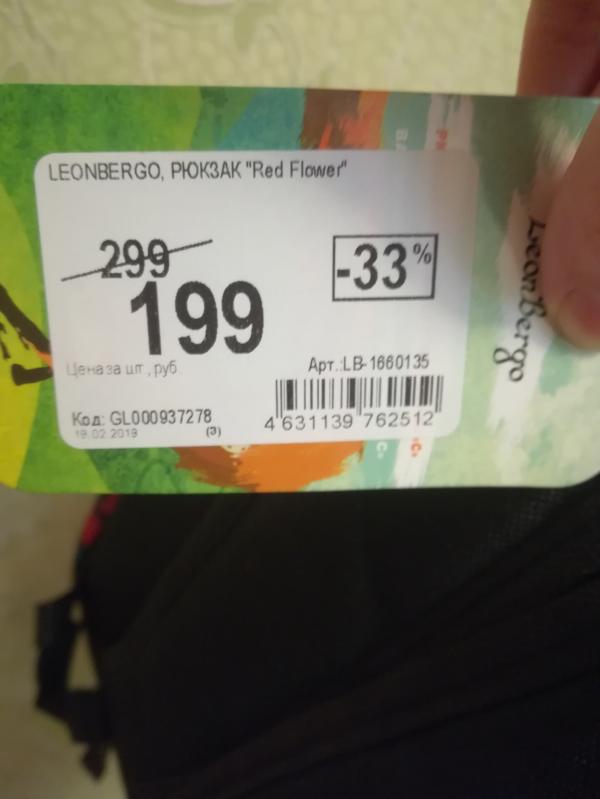 LEONBERGO, РЮКЗАК "Red Flower"
299
199
-33%
Цена за шт., руб.
Арт.:LB-1660135
Код: GL000937278
4 631139 762512
19.02.2019
(3)
LeonBergo